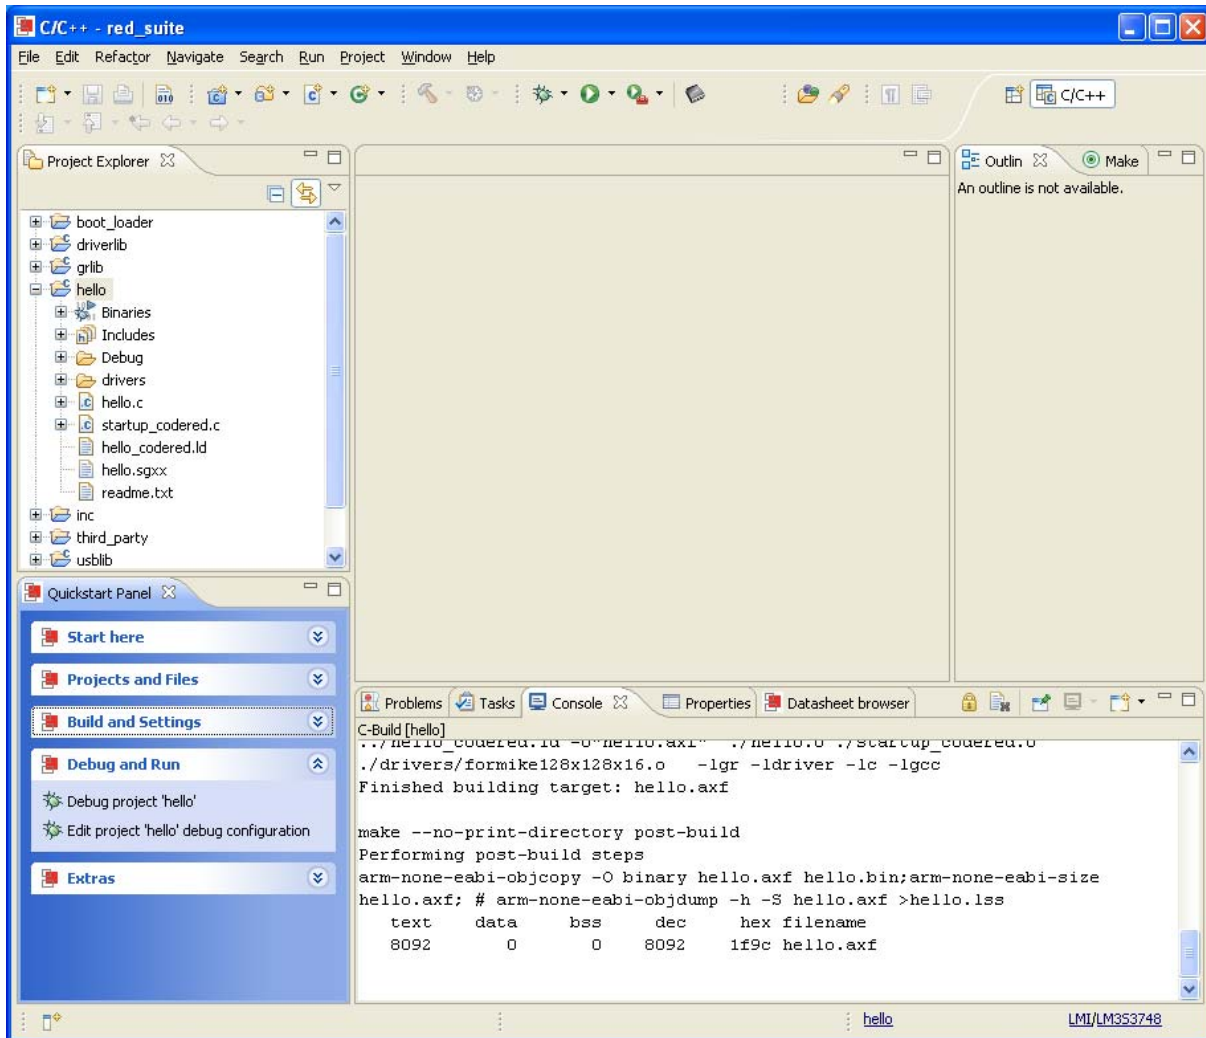 C/C++ - red_suite
File Edit Refactor Navigate Search Run Project Window Help
C/C++
Project Explorer
boot_loader
driverlib
grlib
hello
Binaries
Includes
Debug
drivers
hello.c
startup_codered.c
hello_codered.ld
hello.sgxx
readme.txt
inc
third_party
usblib
Outlin Make
An outline is not available.
Quickstart Panel
Start here
Projects and Files
Build and Settings
Debug and Run
Debug project 'hello'
Edit project 'hello' debug configuration
Extras
Problems Tasks Console Properties Datasheet browser
C-Build [hello]
../hello_codered.ld -o"hello.axf" ./hello.o ./startup_codered.o
./drivers/formike128x128x16.o -lgr -ldriver -lc -lgcc
Finished building target: hello.axf
make --no-print-directory post-build
Performing post-build steps
arm-none-eabi-objcopy -O binary hello.axf hello.bin;arm-none-eabi-size
hello.axf; # arm-none-eabi-objdump -h -S hello.axf >hello.lss
text data bss dec hex filename
8092 0 0 8092 1f9c hello.axf
hello
LMI/LM3S3748